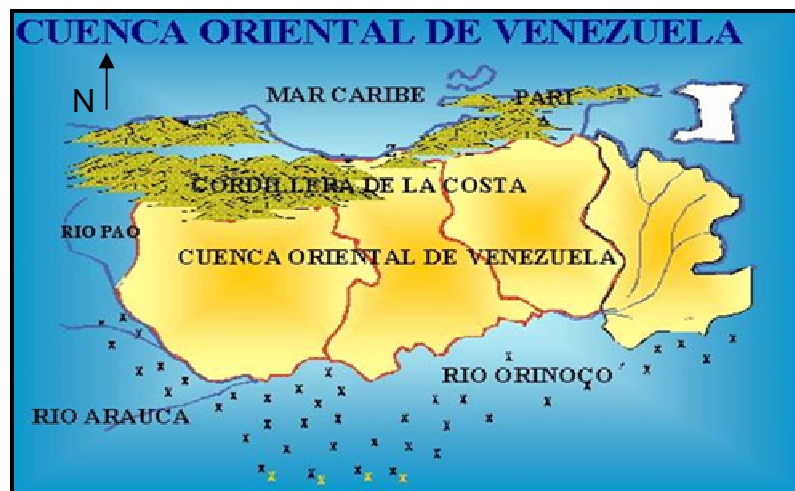 CUENCA ORIENTAL DE VENEZUELA
N
MAR CARIBE
PARI
CORDILLERA DE LA COSTA
RIO PAO
CUENCA ORIENTAL DE VENEZUELA
RIO ORINOCO
RIO ARAUCA